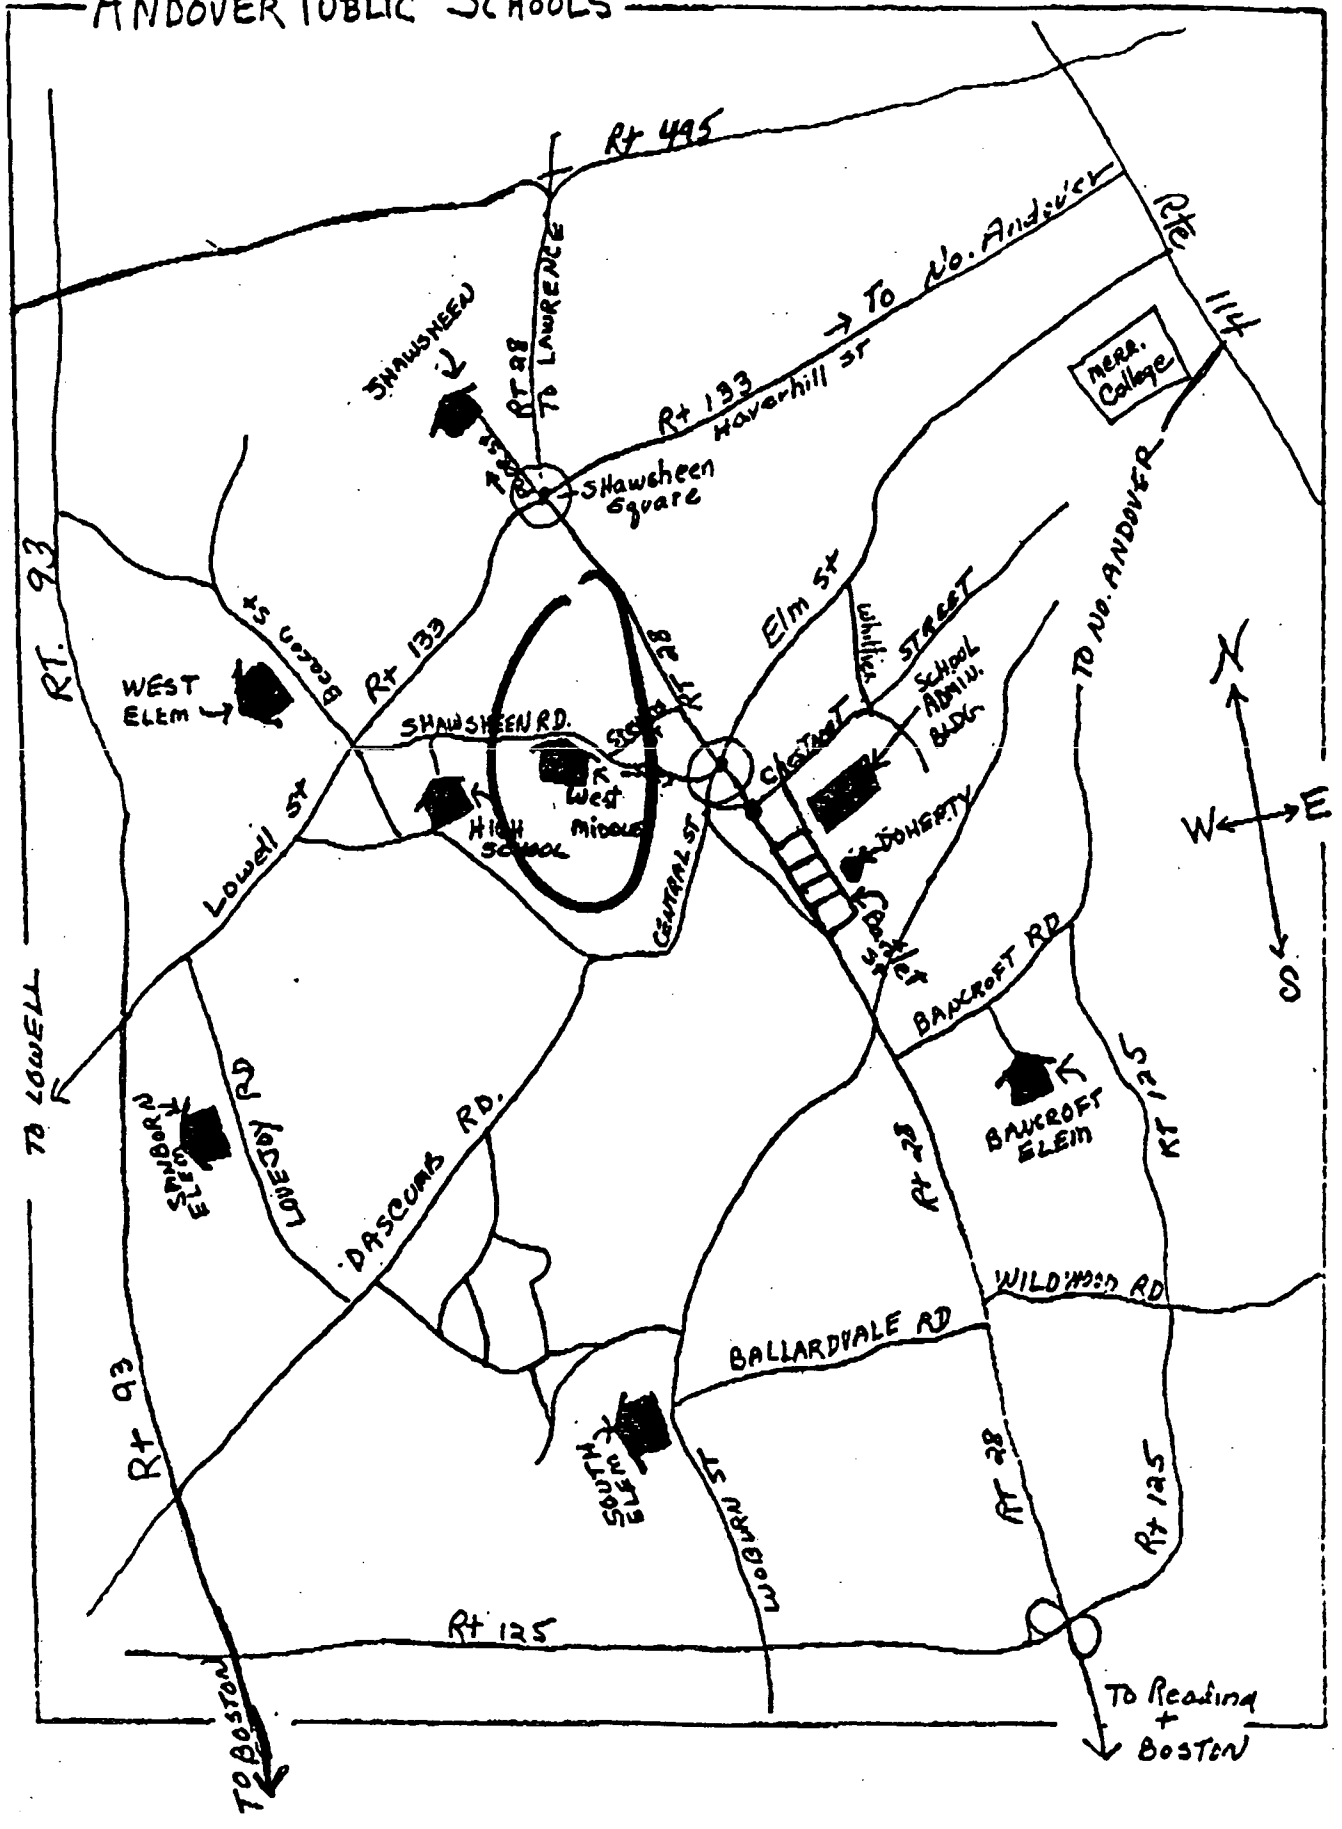 ANDOVER PUBLIC SCHOOLS
Rt 495
RT 28
TO LAWRENCE
SHAWSHEEN
To No. Andover
Rte 114
Rt 133
Haverhill St
MERR.
College
SHawsheen
Square
RT. 93
Beacon St
Rt 133
WEST
ELEM
Elm St
Whittier
CHESTNUT STREET
SCHOOL
ADMIN.
BLDG
TO NO. ANDOVER
N
W
E
S
RT 28
SHAWSHEEN RD.
West
MIDDLE
HIGH
SCHOOL
Lowell St
CENTRAL ST
DOHERTY
Bartlet
St
BANCROFT RD
TO LOWELL
BANCROFT
ELEM
RT 125
SANBORN
ELEM
LOVEJOY RD
DASCUMB RD.
Rt 28
WILDWOOD RD
BALLARDVALE RD
Rt 93
SOUTH
ELEM
WOBURN ST
RT 28
Rt 125
Rt 125
TO BOSTON
To Reading
+
BOSTON